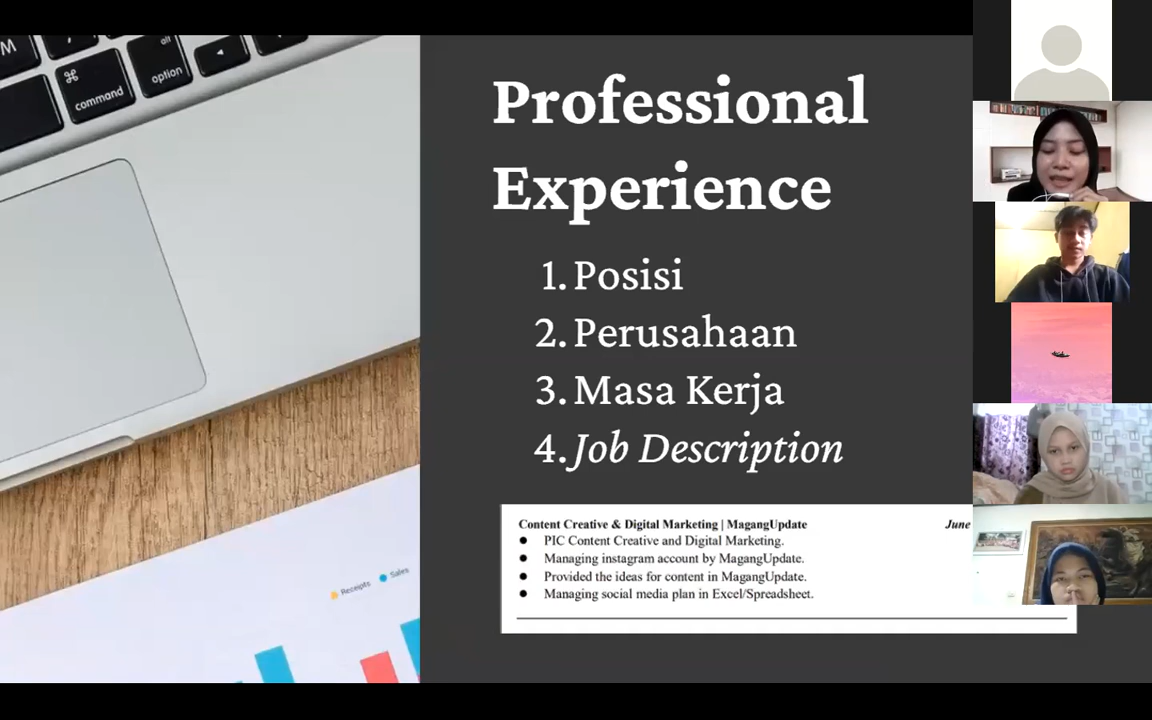 M
alt
⌘
command
option
Professional
Experience
1. Posisi
2. Perusahaan
3. Masa Kerja
4. Job Description
Content Creative & Digital Marketing | MagangUpdate June
● PIC Content Creative and Digital Marketing.
● Managing instagram account by MagangUpdate.
● Provided the ideas for content in MagangUpdate.
● Managing social media plan in Excel/Spreadsheet.
Receipts Sales